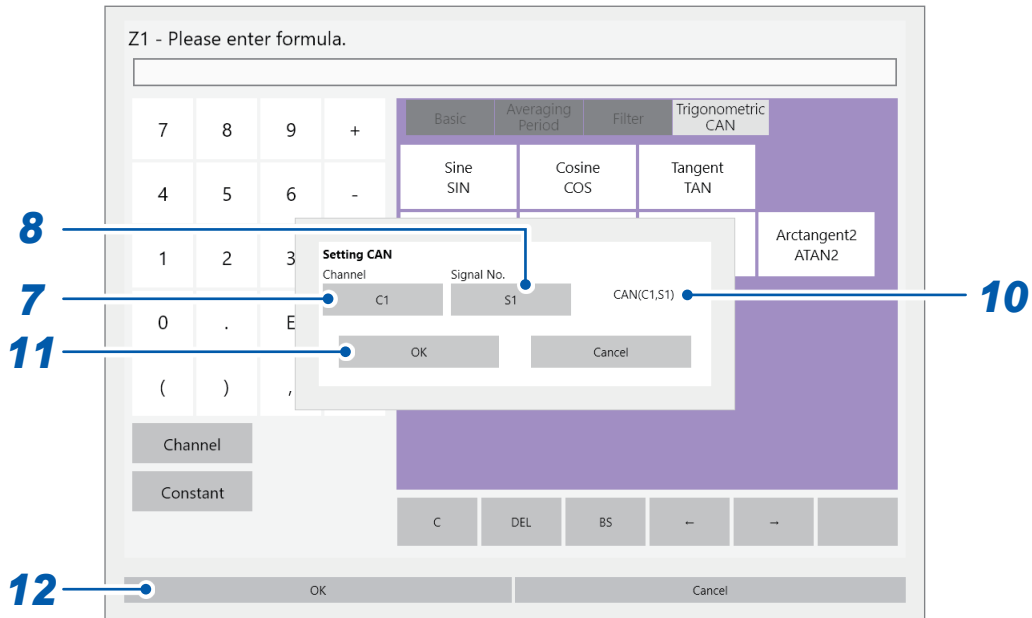 Z1 - Please enter formula.
7 8 9 +
Basic
Averaging
Period
Filter
Trigonometric
CAN
Sine
SIN
Cosine
COS
Tangent
TAN
4 5 6 -
8
Arctangent2
ATAN2
1 2 3
Setting CAN
Channel
Signal No.
C1
S1
CAN(C1,S1)
7
10
0 . E
11
OK
Cancel
( ) ,
Channel
Constant
C
DEL
BS
←
→
12
OK
Cancel